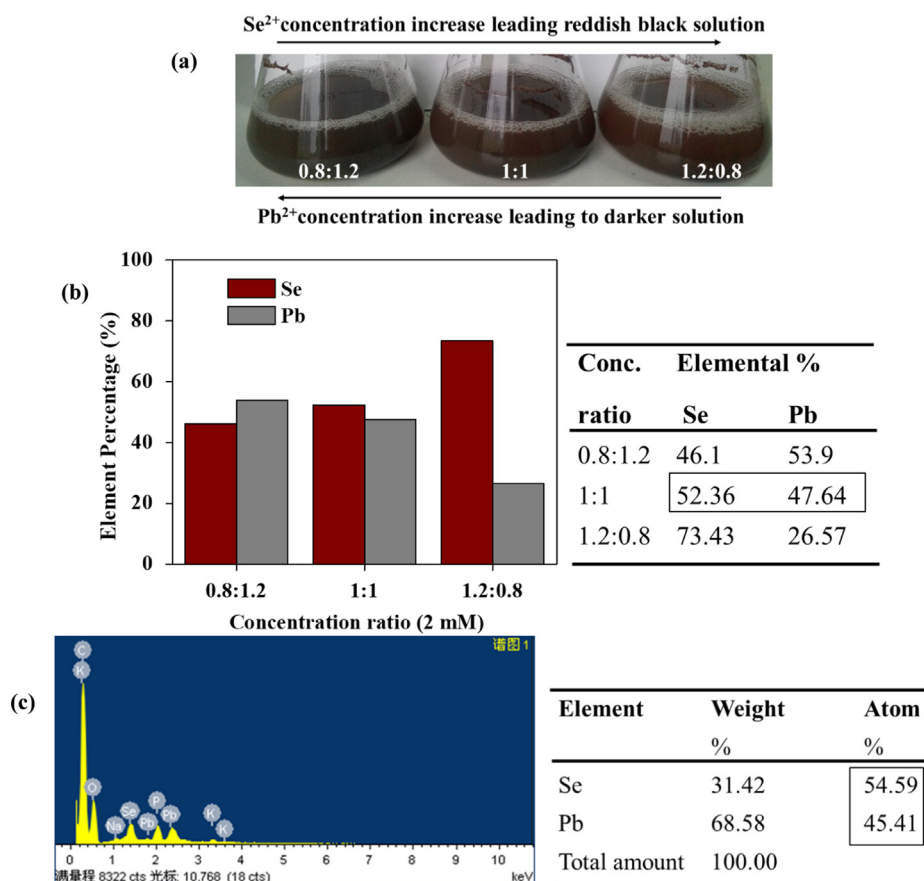 Se²⁺concentration increase leading reddish black solution
(a)
0.8:1.2 1:1 1.2:0.8
Pb²⁺concentration increase leading to darker solution
(b)
Element Percentage (%)
100
80
60
40
20
0
Se
Pb
0.8:1.2 1:1 1.2:0.8
Concentration ratio (2 mM)
Conc. Elemental %
ratio Se Pb
0.8:1.2 46.1 53.9
1:1 52.36 47.64
1.2:0.8 73.43 26.57
(c)
谱图 1
C
K
O
Na
Se
Pb
P
Pb
K
K
0 1 2 3 4 5 6 7 8 9 10
满量程 8322 cts 光标: 10.768 (18 cts) keV
Element Weight Atom
% %
Se 31.42 54.59
Pb 68.58 45.41
Total amount 100.00